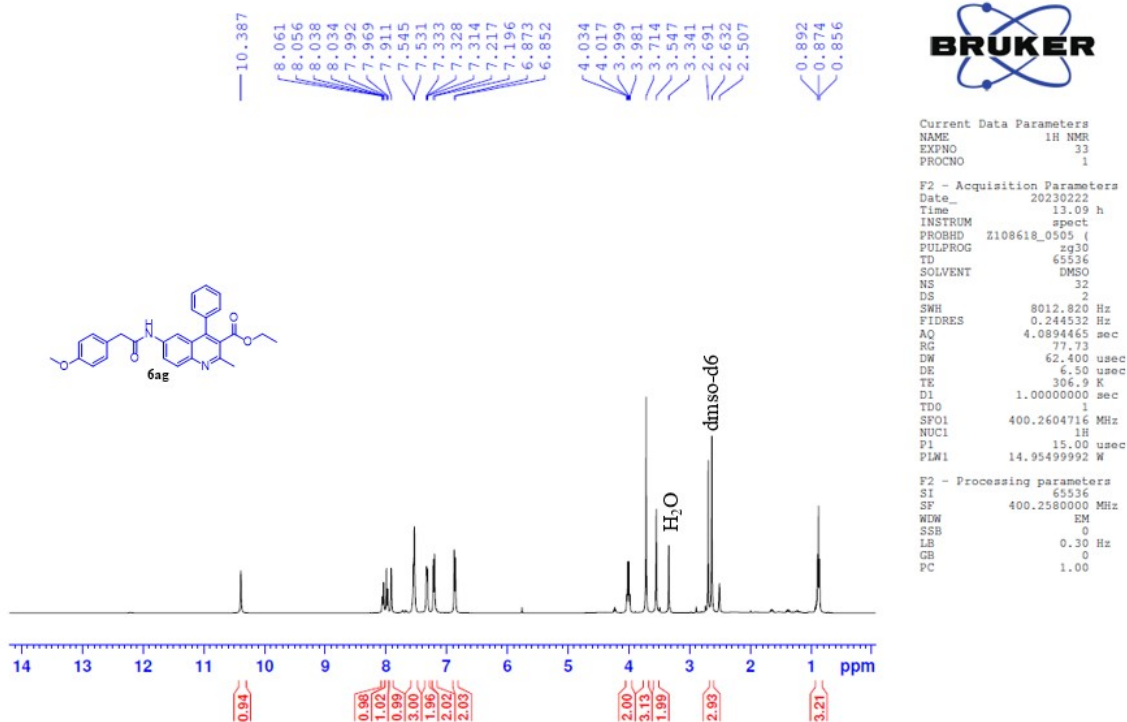 10.387
8.061
8.056
8.038
8.034
7.992
7.969
7.911
7.545
7.531
7.333
7.328
7.314
7.217
7.196
6.873
6.852
4.034
4.017
3.999
3.981
3.714
3.547
3.341
2.691
2.632
2.507
0.892
0.874
0.856
BRUKER
Current Data Parameters
NAME 1H NMR
EXPNO 33
PROCNO 1
F2 - Acquisition Parameters
Date_ 20230222
Time 13.09 h
INSTRUM spect
PROBHD Z108618_0505 (
PULPROG zg30
TD 65536
SOLVENT DMSO
NS 32
DS 2
SWH 8012.820 Hz
FIDRES 0.244532 Hz
AQ 4.0894465 sec
RG 77.73
DW 62.400 usec
DE 6.50 usec
TE 306.9 K
D1 1.00000000 sec
TD0 1
SFO1 400.2604716 MHz
NUC1 1H
P1 15.00 usec
PLW1 14.95499992 W
F2 - Processing parameters
SI 65536
SF 400.2580000 MHz
WDW EM
SSB 0
LB 0.30 Hz
GB 0
PC 1.00
H
N
O
O
O
O
N
6ag
H2O
dmso-d6
14 13 12 11 10 9 8 7 6 5 4 3 2 1 ppm
0.94
0.98
1.02
0.99
3.00
1.96
2.02
2.03
2.00
3.13
1.99
2.93
3.21